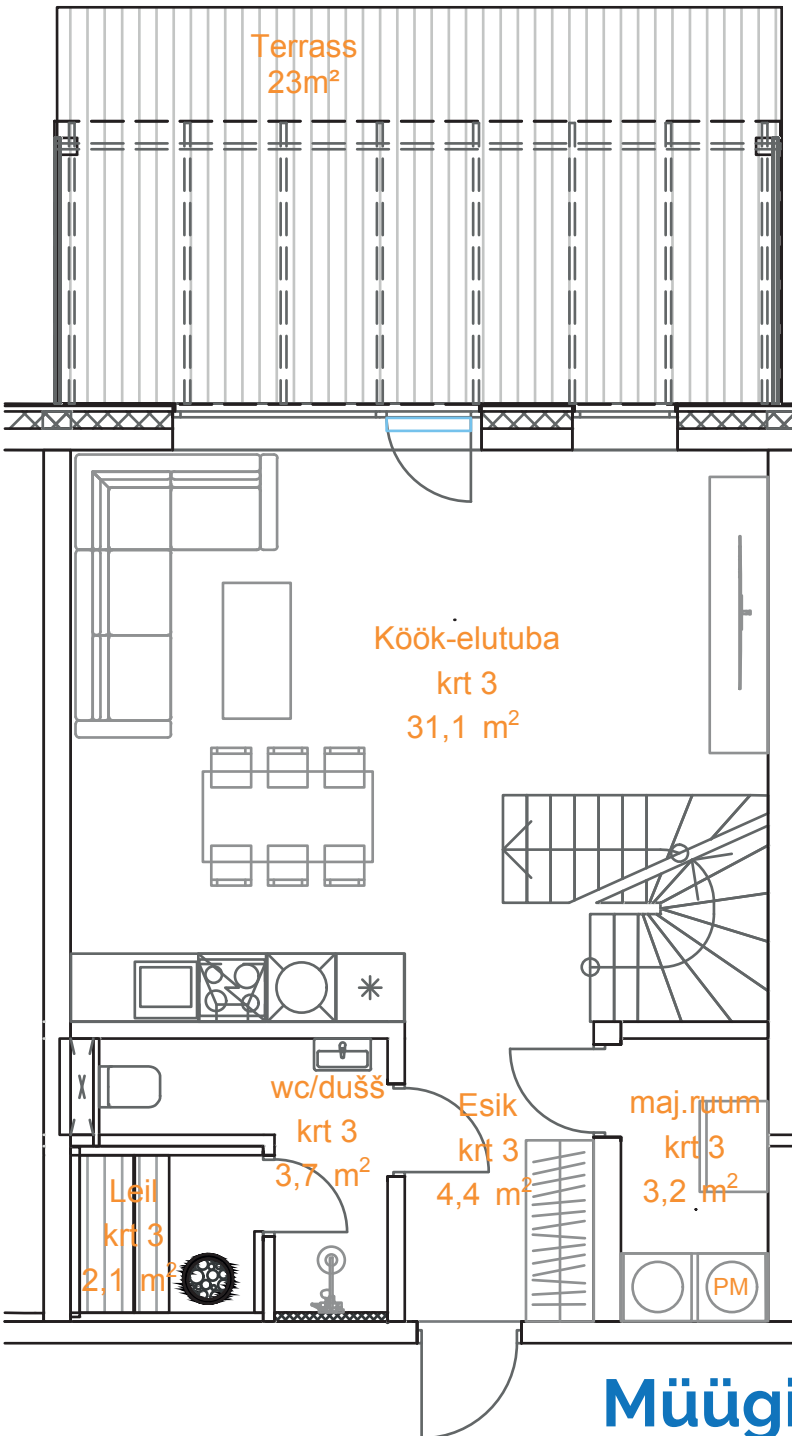 Terrass
23m²
Köök-elutuba
krt 3
31,1 m²
wc/dušš
krt 3
3,7 m²
Esik
krt 3
4,4 m²
maj.ruum
krt 3
3,2 m²
Leil
krt 3
2,1 m²
PM
Müügi